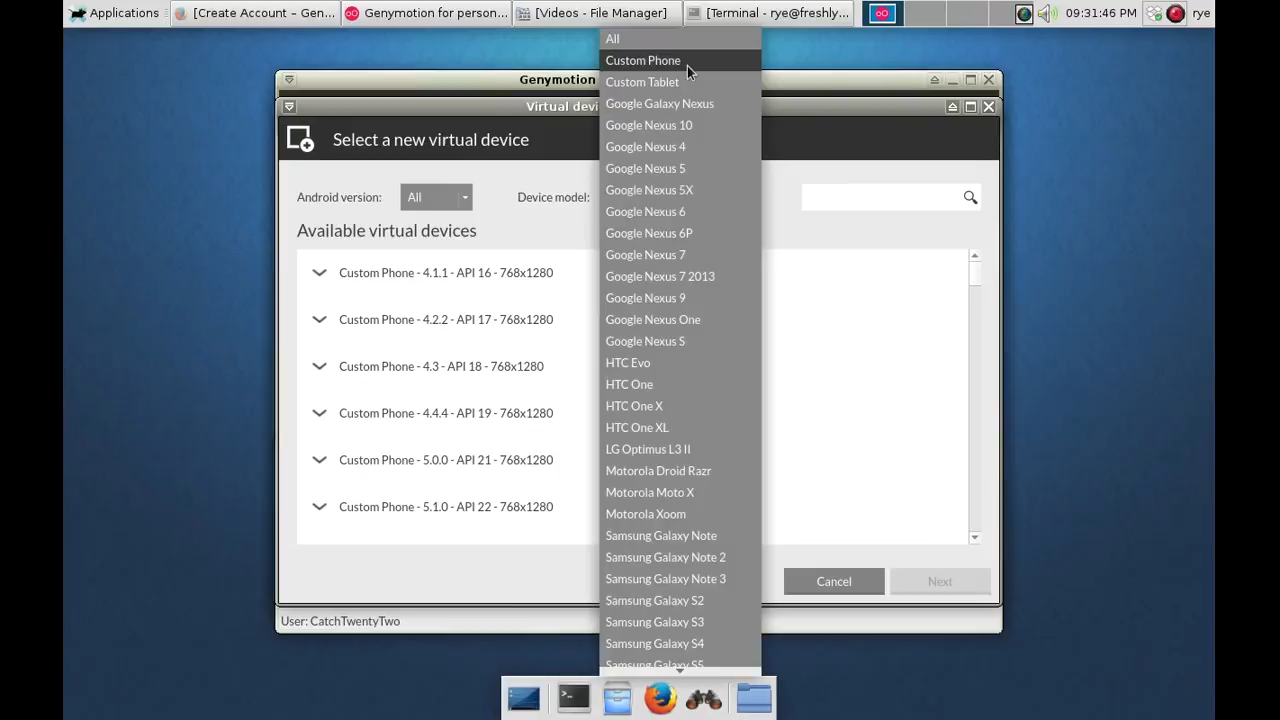 Applications
[Create Account – Gen...
Genymotion for person...
[Videos - File Manager]
[Terminal - rye@freshly...
09:31:46 PM
rye
Genymotion
Virtual devi
Select a new virtual device
Android version:
All
Device model:
Available virtual devices
Custom Phone - 4.1.1 - API 16 - 768x1280
Custom Phone - 4.2.2 - API 17 - 768x1280
Custom Phone - 4.3 - API 18 - 768x1280
Custom Phone - 4.4.4 - API 19 - 768x1280
Custom Phone - 5.0.0 - API 21 - 768x1280
Custom Phone - 5.1.0 - API 22 - 768x1280
All
Custom Phone
Custom Tablet
Google Galaxy Nexus
Google Nexus 10
Google Nexus 4
Google Nexus 5
Google Nexus 5X
Google Nexus 6
Google Nexus 6P
Google Nexus 7
Google Nexus 7 2013
Google Nexus 9
Google Nexus One
Google Nexus S
HTC Evo
HTC One
HTC One X
HTC One XL
LG Optimus L3 II
Motorola Droid Razr
Motorola Moto X
Motorola Xoom
Samsung Galaxy Note
Samsung Galaxy Note 2
Samsung Galaxy Note 3
Samsung Galaxy S2
Samsung Galaxy S3
Samsung Galaxy S4
Samsung Galaxy S5
Cancel
Next
User: CatchTwentyTwo